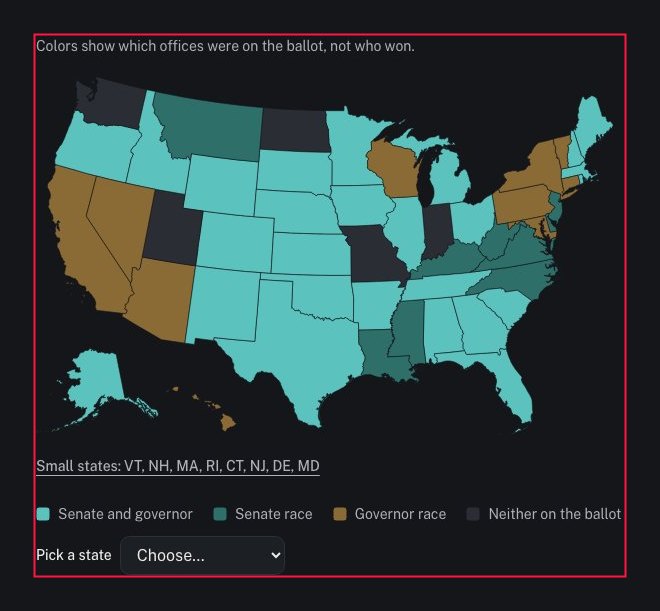 Colors show which offices were on the ballot, not who won.
Small states: VT, NH, MA, RI, CT, NJ, DE, MD
Senate and governor Senate race Governor race Neither on the ballot
Pick a state Choose...